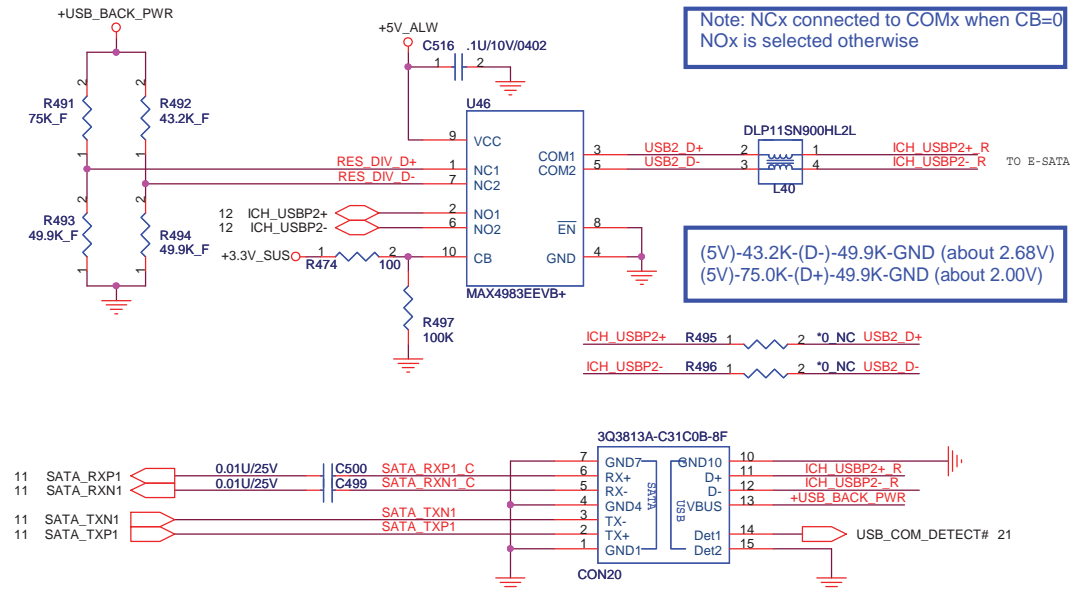 +USB_BACK_PWR
+5V_ALW
C516 .1U/10V/0402
1 2
Note: NCx connected to COMx when CB=0
NOx is selected otherwise
2 2
R491 R492
75K_F 43.2K_F
1 1
U46
9 VCC
RES_DIV_D+ 1 NC1
RES_DIV_D- 7 NC2
12 ICH_USBP2+ 2 NO1
12 ICH_USBP2- 6 NO2
+3.3V_SUS 1 2 10 CB
R474 100
COM1 3 USB2_D+
COM2 5 USB2_D-
EN 8
GND 4
MAX4983EEVB+
DLP11SN900HL2L
2 1 ICH_USBP2+_R
3 4 ICH_USBP2-_R
L40
TO E-SATA
2 2
R493 R494
49.9K_F 49.9K_F
1 1
R497
100K
(5V)-43.2K-(D-)-49.9K-GND (about 2.68V)
(5V)-75.0K-(D+)-49.9K-GND (about 2.00V)
ICH_USBP2+ R495 1 2 *0_NC USB2_D+
ICH_USBP2- R496 1 2 *0_NC USB2_D-
3Q3813A-C31C0B-8F
7 GND7 GND10 10
11 SATA_RXP1 0.01U/25V C500 SATA_RXP1_C 6 RX+ D+ 11 ICH_USBP2+_R
11 SATA_RXN1 0.01U/25V C499 SATA_RXN1_C 5 RX- D- 12 ICH_USBP2-_R
4 GND4 VBUS 13 +USB_BACK_PWR
11 SATA_TXN1 SATA_TXN1 3 TX-
11 SATA_TXP1 SATA_TXP1 2 TX+ Det1 14 USB_COM_DETECT# 21
1 GND1 Det2 15
SATA
USB
CON20